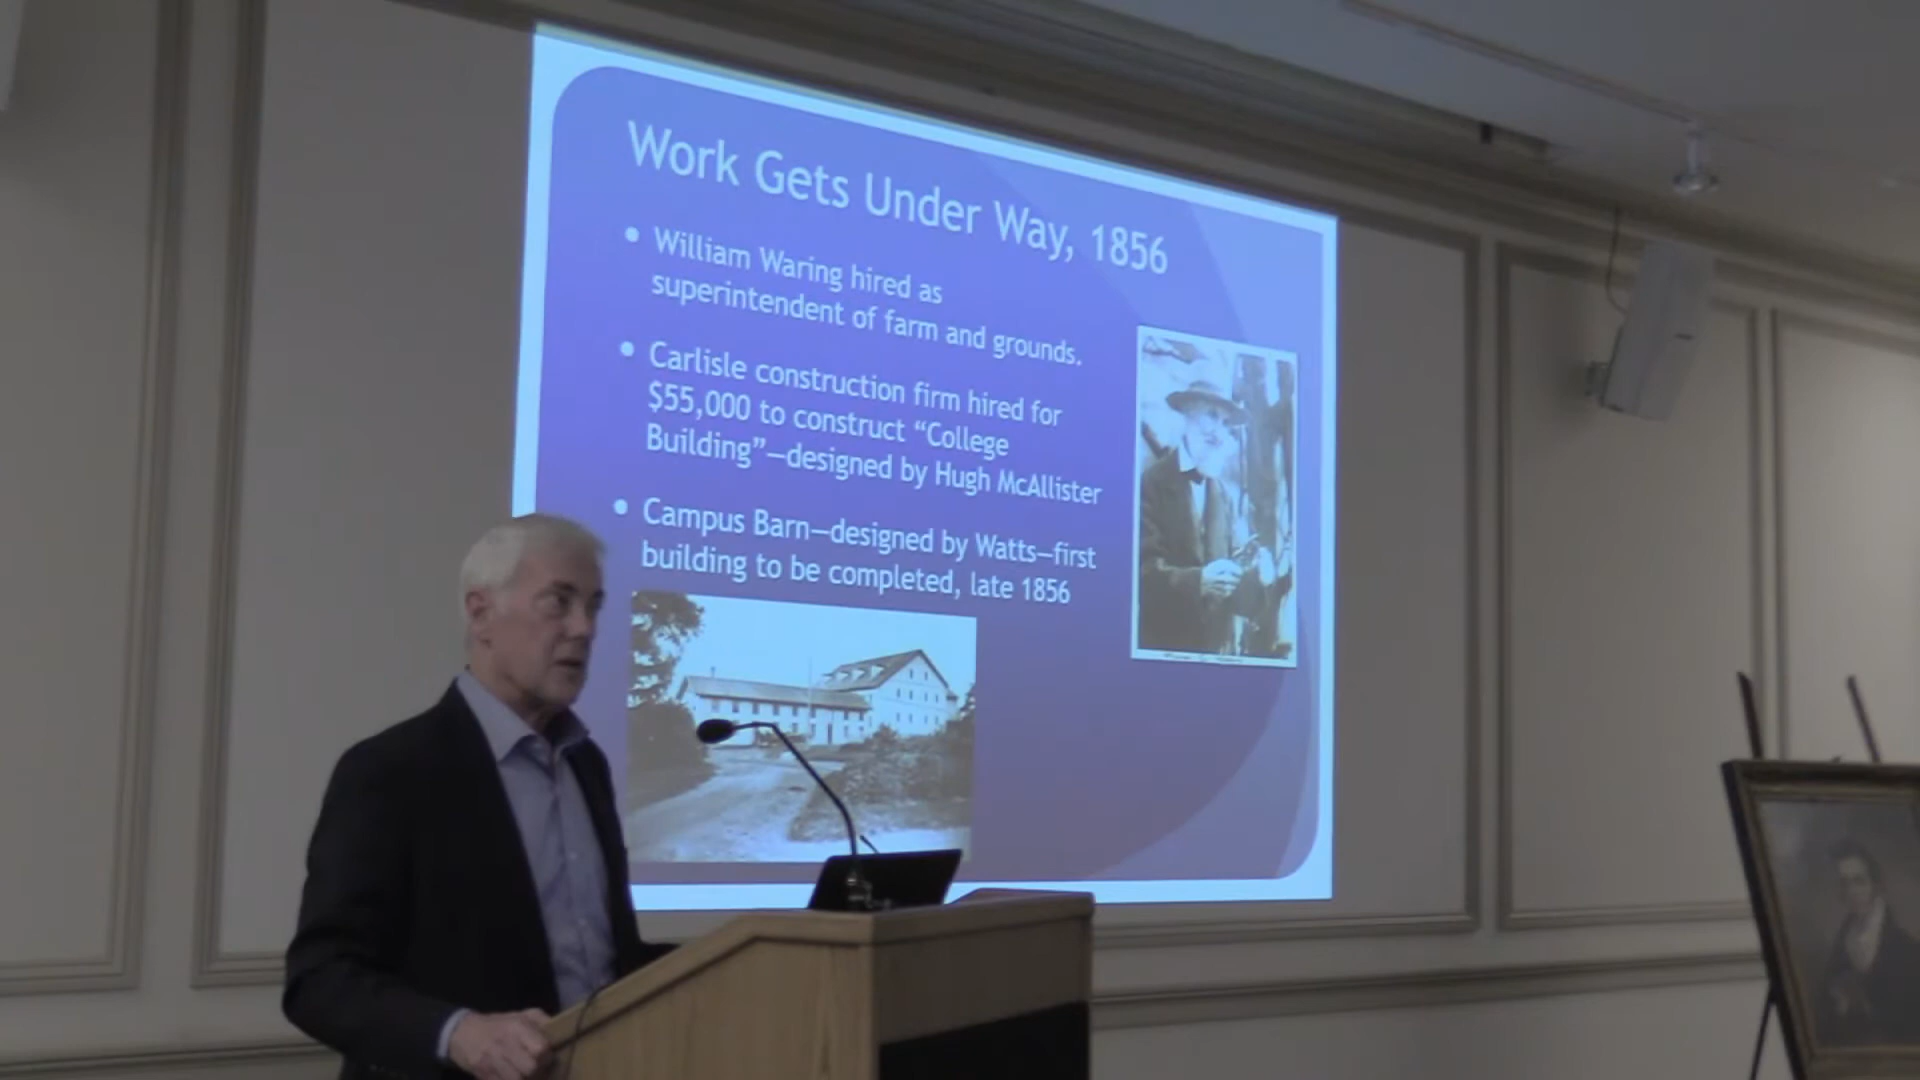 Work Gets Under Way, 1856
• William Waring hired as
superintendent of farm and grounds.
• Carlisle construction firm hired for
$55,000 to construct “College
Building”—designed by Hugh McAllister
• Campus Barn—designed by Watts—first
building to be completed, late 1856